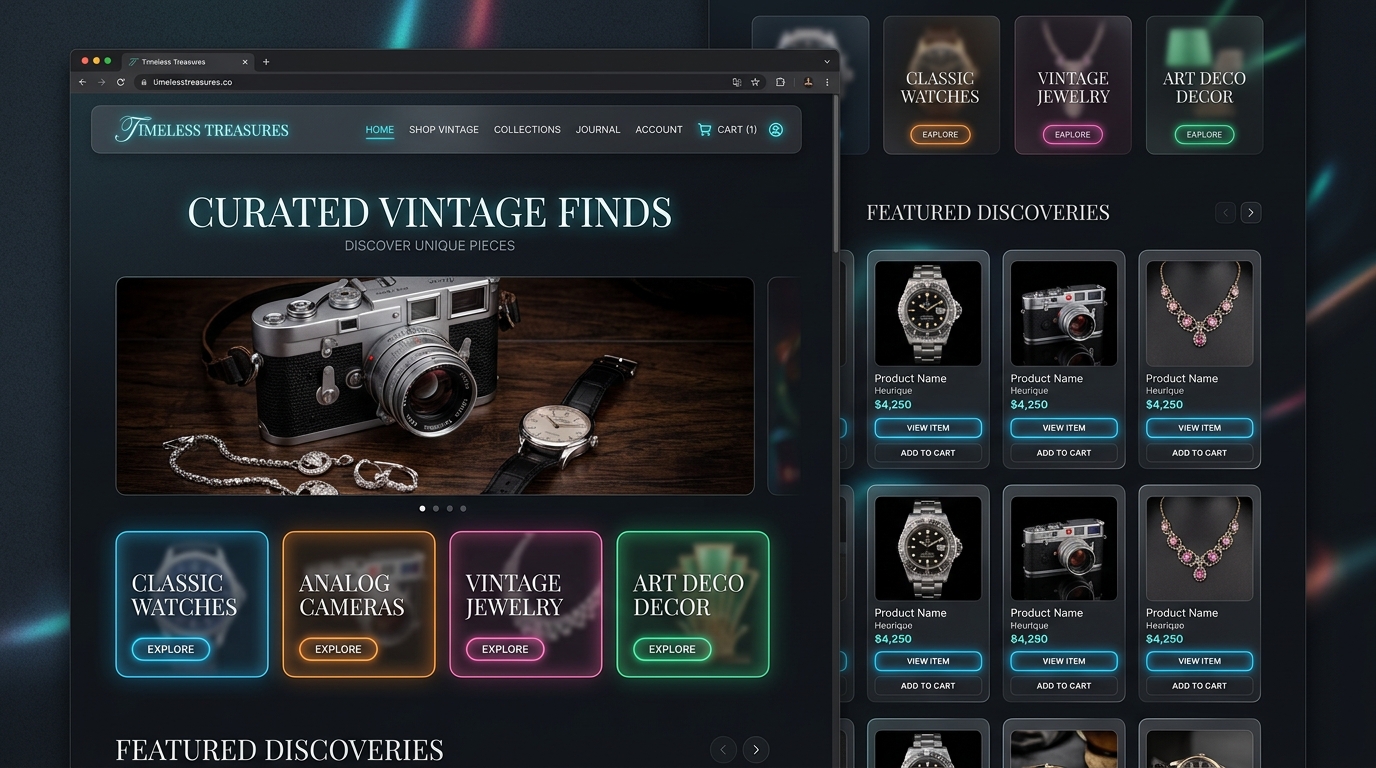 Timeless Treasures
timelesstreasures.co
TIMELESS TREASURES
HOME
SHOP VINTAGE
COLLECTIONS
JOURNAL
ACCOUNT
CART (1)
CURATED VINTAGE FINDS
DISCOVER UNIQUE PIECES
CLASSIC
WATCHES
EXPLORE
ANALOG
CAMERAS
EXPLORE
VINTAGE
JEWELRY
EXPLORE
ART DECO
DECOR
EXPLORE
FEATURED DISCOVERIES
CLASSIC
WATCHES
EAPLORE
VINTAGE
JEWELRY
EAPLORE
ART DECO
DECOR
EAPLORE
FEATURED DISCOVERIES
Product Name
Heurique
$4,250
VIEW ITEM
ADD TO CART
Product Name
Heurique
$4,250
VIEW ITEM
ADD TO CART
Product Name
Heurique
$4,250
VIEW ITEM
ADD TO CART
Product Name
$4,250
VIEW ITEM
ADD TO CART
Product Name
Heurique
$4,290
VIEW ITEM
ADD TO CART
Product Name
$4,250
VIEW ITEM
ADD TO CART